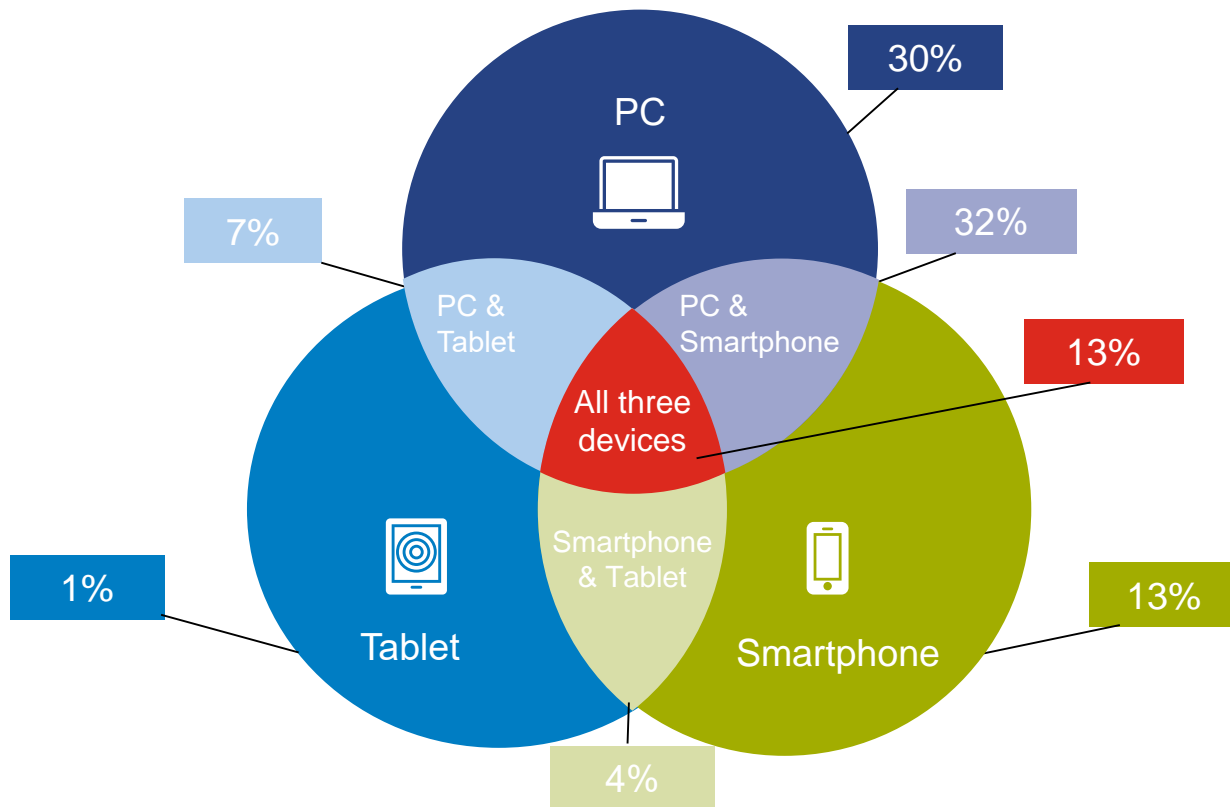 30%
PC
7%
32%
PC &
Tablet
PC &
Smartphone
13%
All three
devices
Smartphone
& Tablet
1%
13%
Tablet
Smartphone
4%